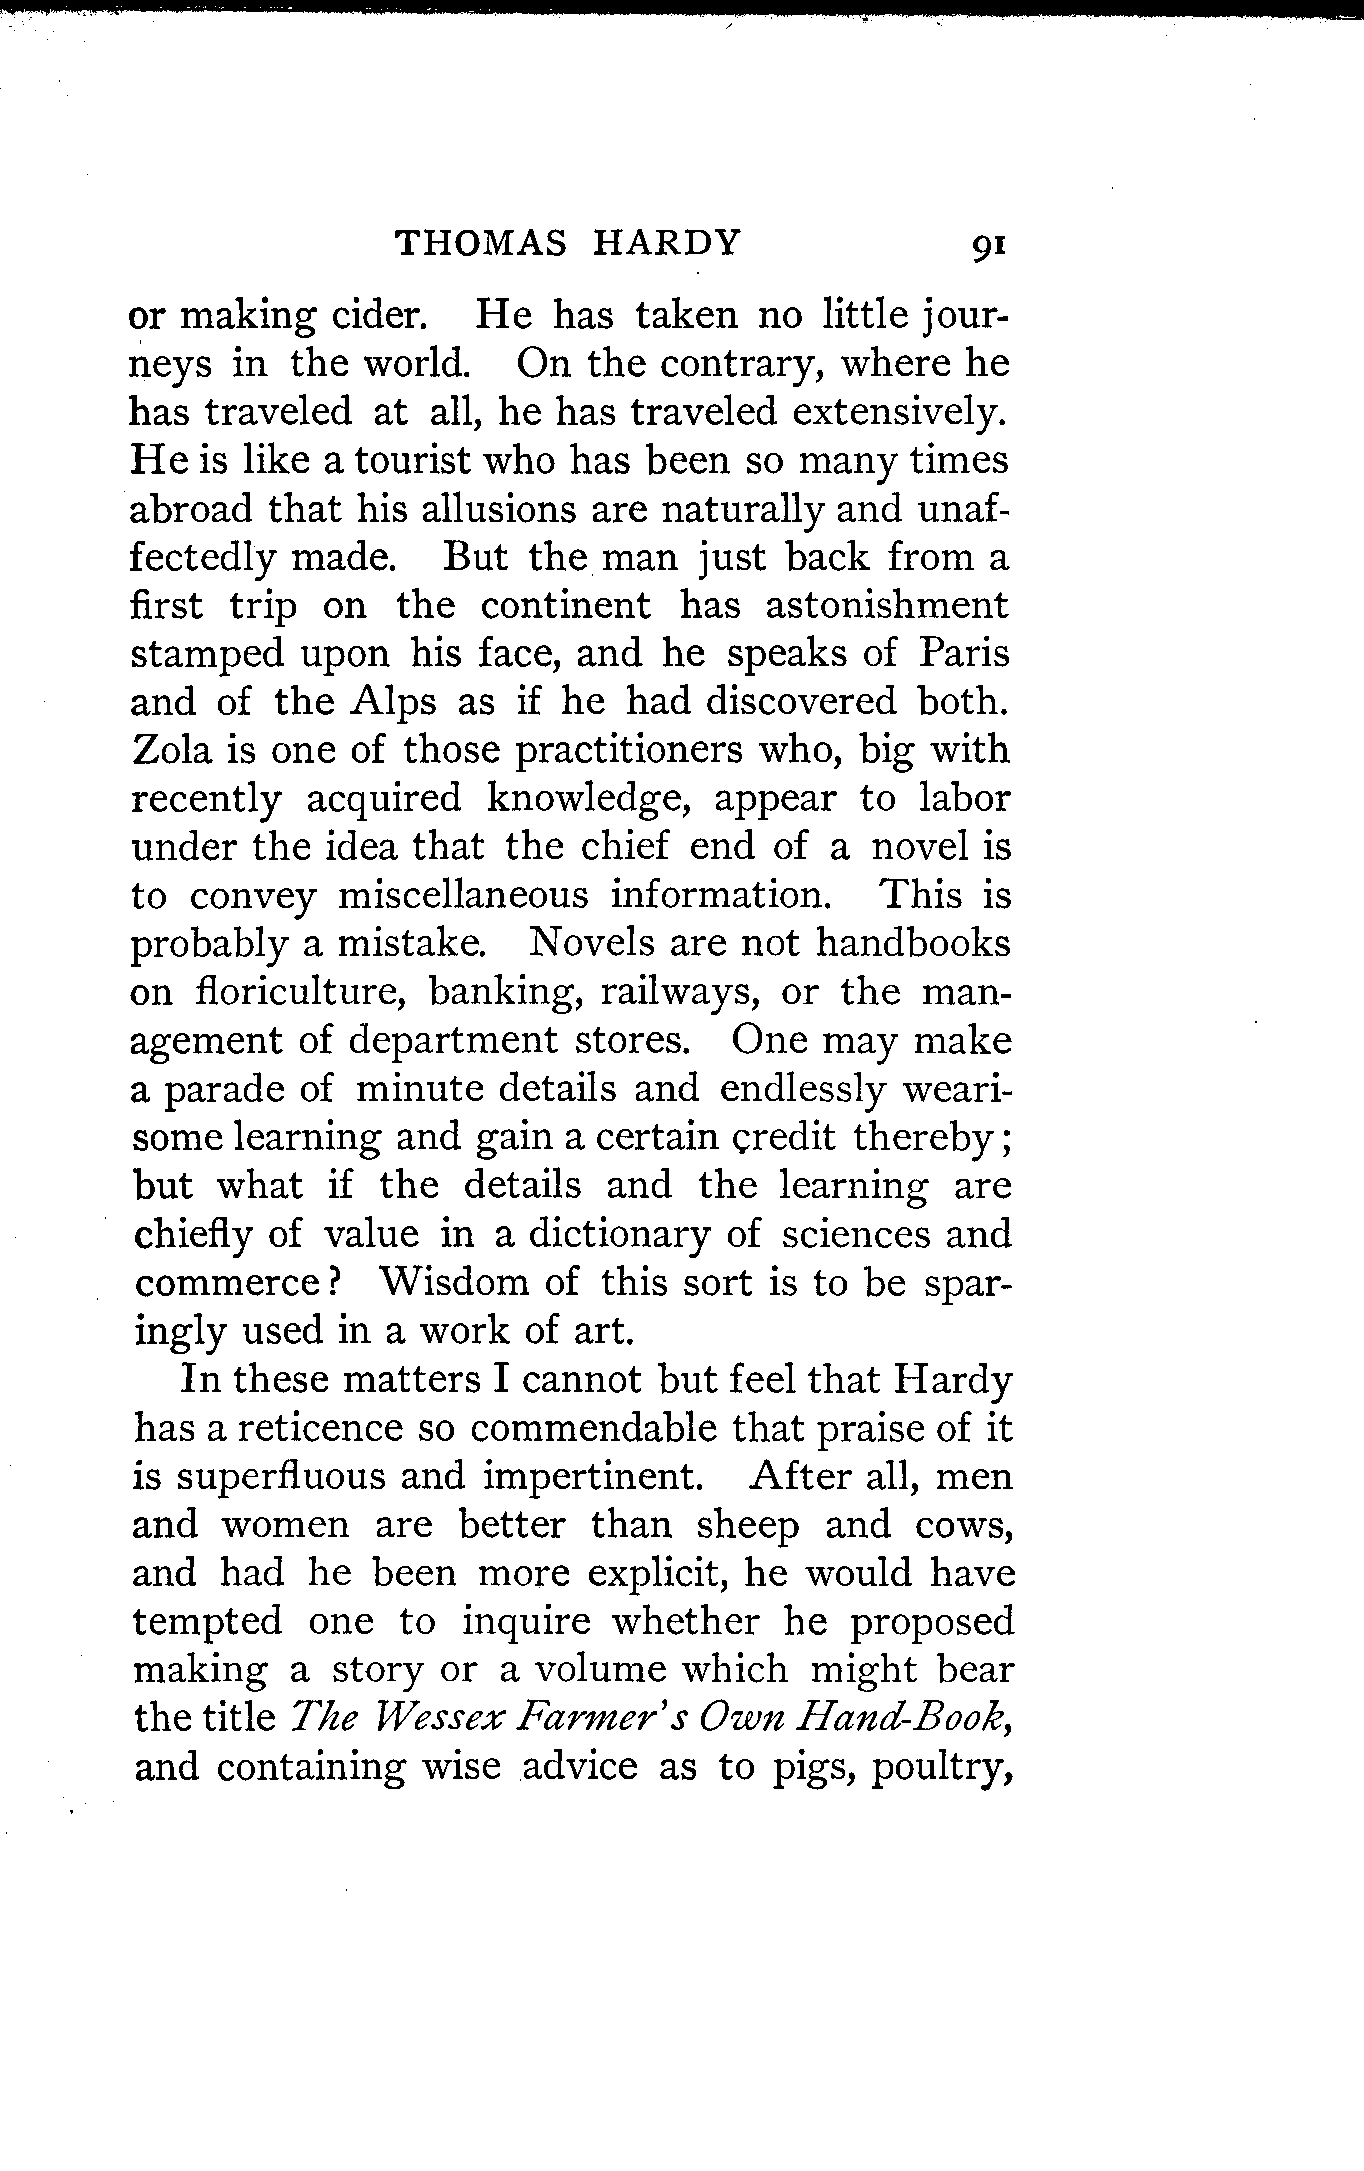 THOMAS HARDY 91
or making cider. He has taken no little jour-
neys in the world. On the contrary, where he
has traveled at all, he has traveled extensively.
He is like a tourist who has been so many times
abroad that his allusions are naturally and unaf-
fectedly made. But the man just back from a
first trip on the continent has astonishment
stamped upon his face, and he speaks of Paris
and of the Alps as if he had discovered both.
Zola is one of those practitioners who, big with
recently acquired knowledge, appear to labor
under the idea that the chief end of a novel is
to convey miscellaneous information. This is
probably a mistake. Novels are not handbooks
on floriculture, banking, railways, or the man-
agement of department stores. One may make
a parade of minute details and endlessly weari-
some learning and gain a certain credit thereby;
but what if the details and the learning are
chiefly of value in a dictionary of sciences and
commerce? Wisdom of this sort is to be spar-
ingly used in a work of art.
In these matters I cannot but feel that Hardy
has a reticence so commendable that praise of it
is superfluous and impertinent. After all, men
and women are better than sheep and cows,
and had he been more explicit, he would have
tempted one to inquire whether he proposed
making a story or a volume which might bear
the title The Wessex Farmer's Own Hand-Book,
and containing wise advice as to pigs, poultry,